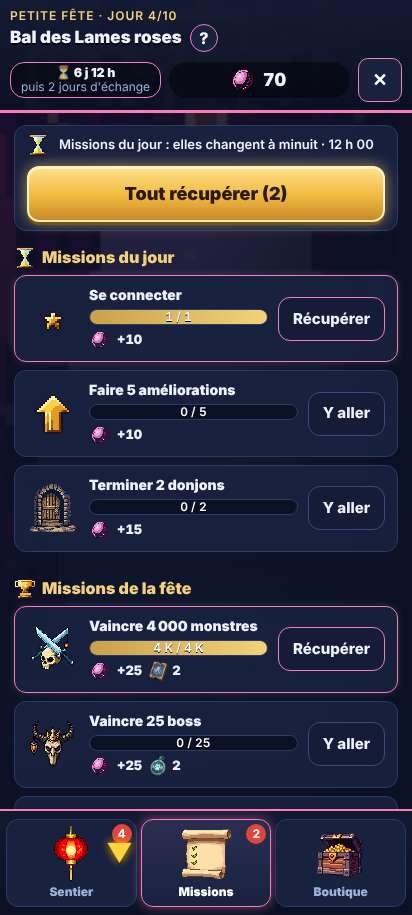 PETITE FÊTE · JOUR 4/10
Bal des Lames roses ?
⏳ 6 j 12 h
puis 2 jours d'échange
70
✕
Missions du jour : elles changent à minuit · 12 h 00
Tout récupérer (2)
Missions du jour
Se connecter
1 / 1
+10
Récupérer
Faire 5 améliorations
0 / 5
+10
Y aller
Terminer 2 donjons
0 / 2
+15
Y aller
Missions de la fête
Vaincre 4 000 monstres
4 K / 4 K
+25 2
Récupérer
Vaincre 25 boss
0 / 25
+25 2
Y aller
4
Sentier
2
Missions
Boutique